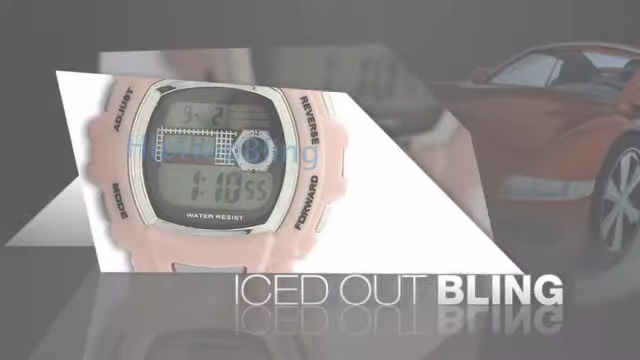 ADJUST
REVERSE
9- 2
1:10 55
MODE
FORWARD
WATER RESIST
ICED OUT BLING